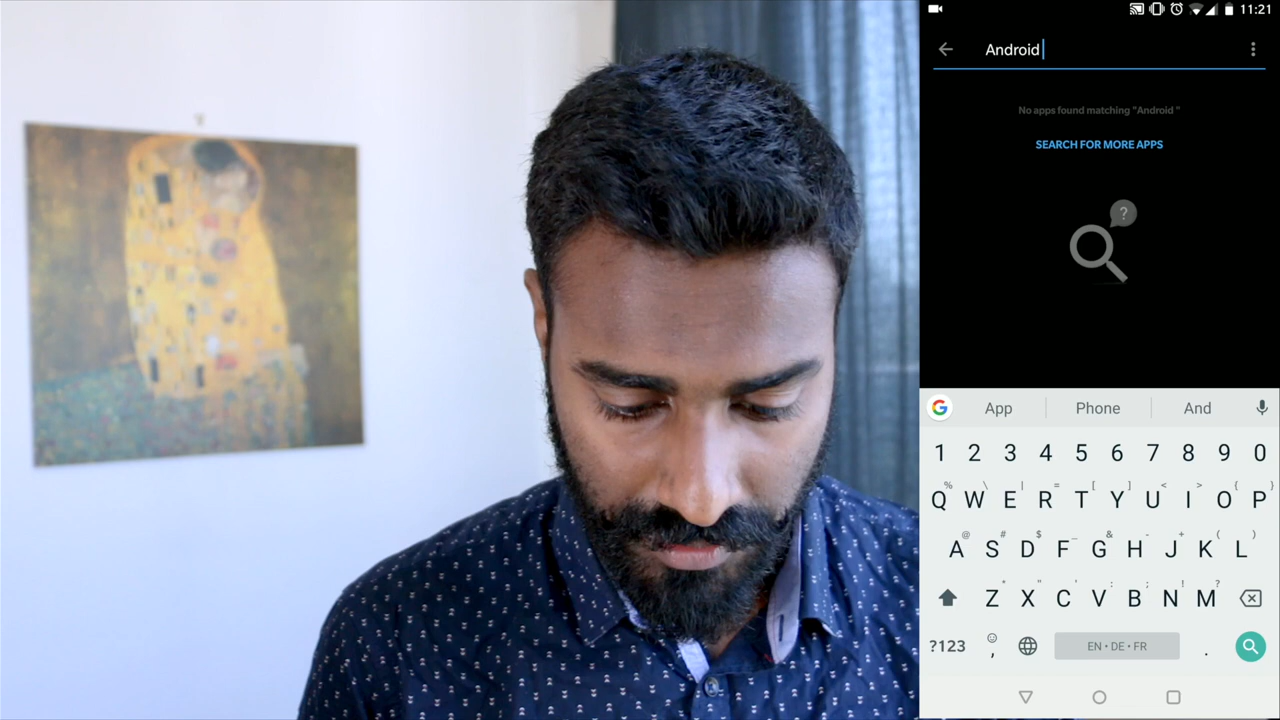 11:21
Android
No apps found matching "Android "
SEARCH FOR MORE APPS
?
G App Phone And
1 2 3 4 5 6 7 8 9 0
% \ | = [ ] < > { }
Q W E R T Y U I O P
@ # $ _ & - + ( )
A S D F G H J K L
* " ' : ; ! ?
Z X C V B N M
?123 , EN • DE • FR .